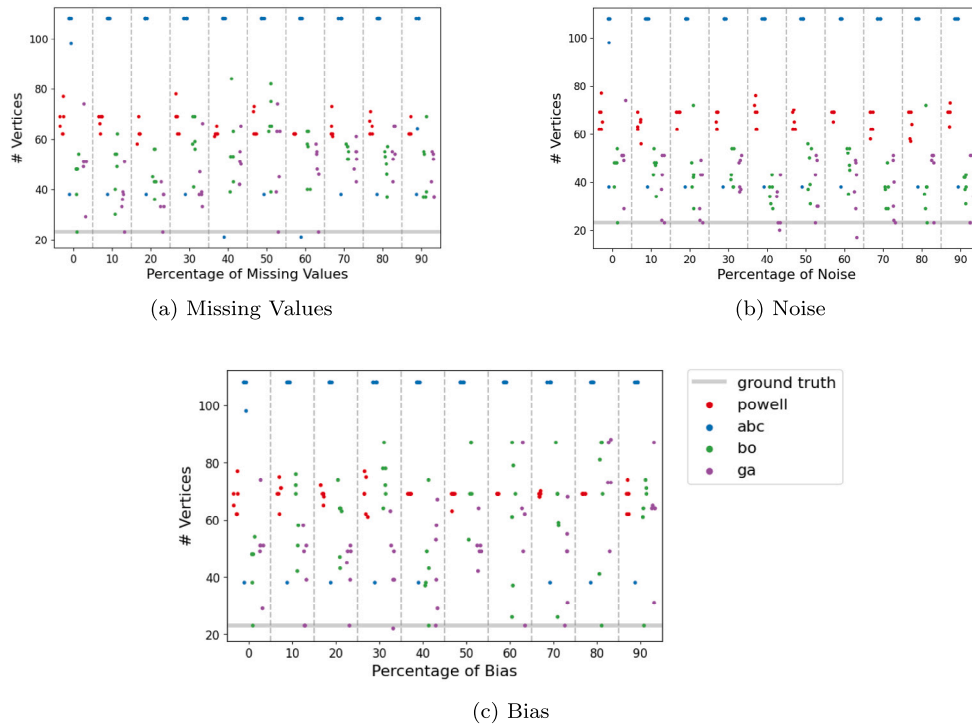 # Vertices
100
80
60
40
20
0 10 20 30 40 50 60 70 80 90
Percentage of Missing Values
(a) Missing Values
# Vertices
100
80
60
40
20
0 10 20 30 40 50 60 70 80 90
Percentage of Noise
(b) Noise
# Vertices
100
80
60
40
20
0 10 20 30 40 50 60 70 80 90
Percentage of Bias
ground truth
powell
abc
bo
ga
(c) Bias